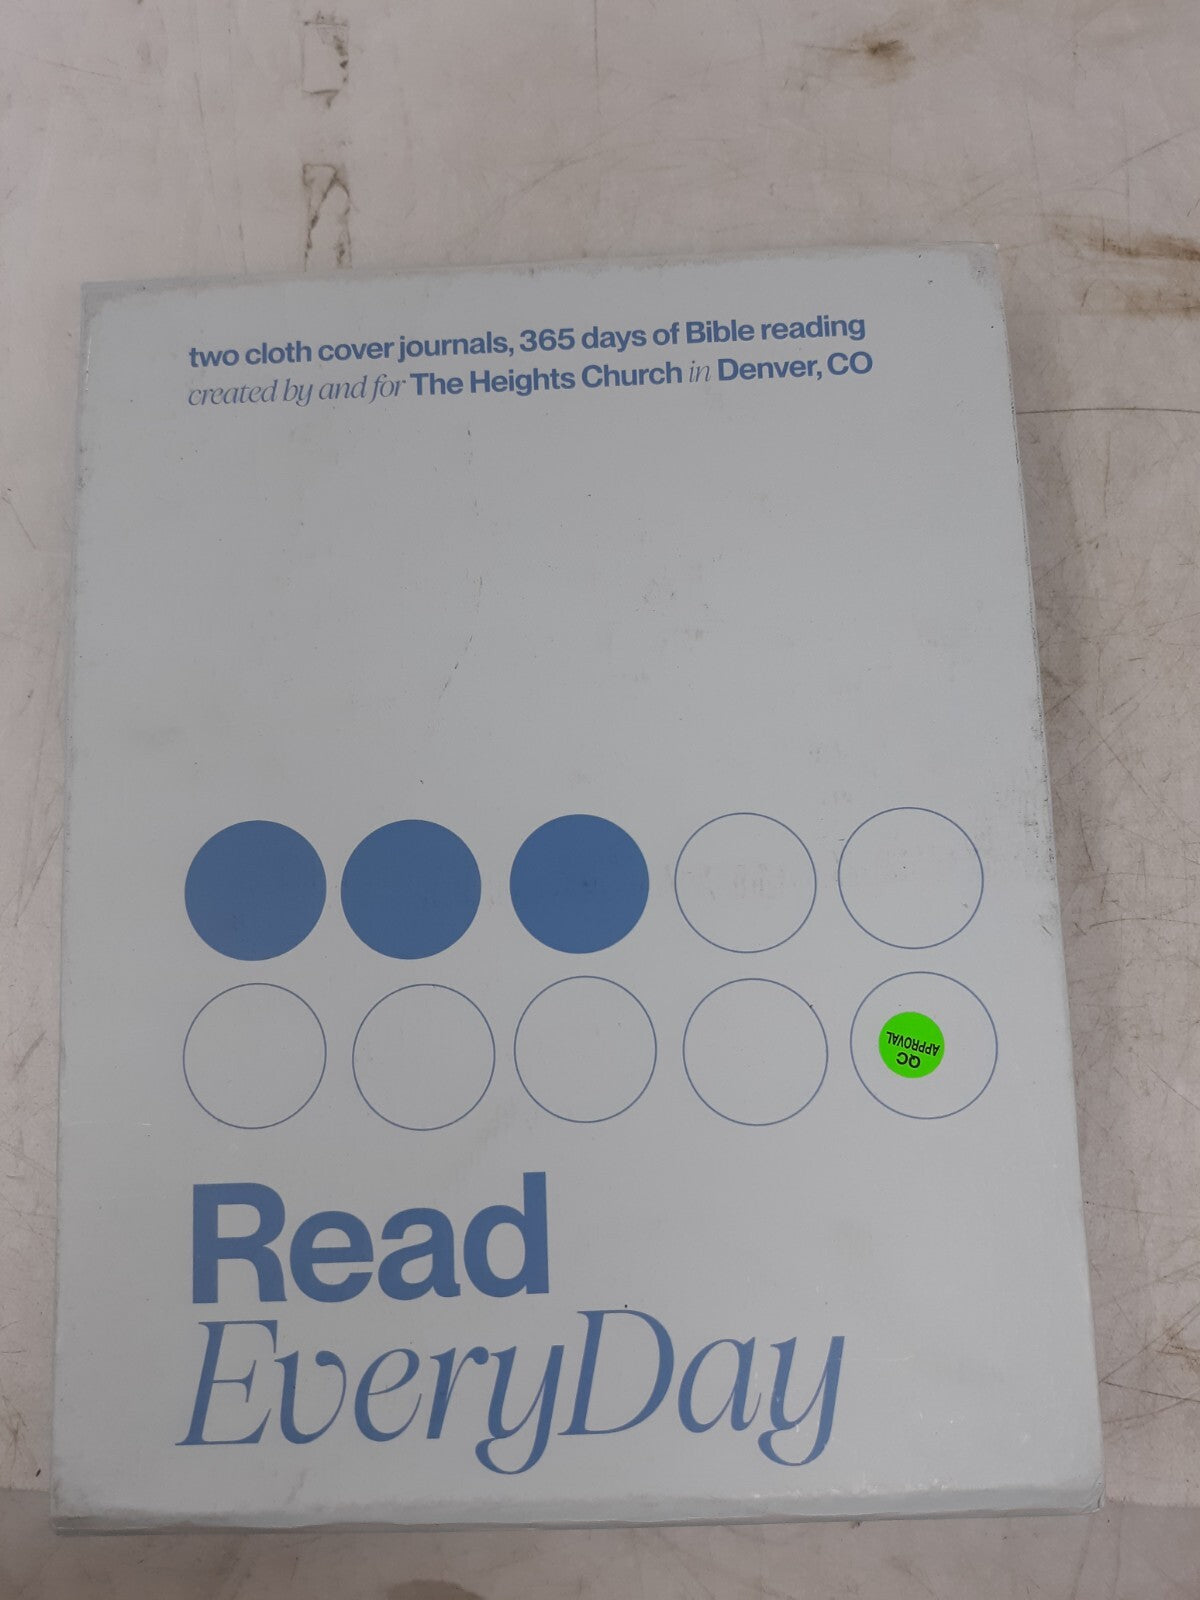 two cloth cover journals, 365 days of Bible reading
created by and for The Heights Church in Denver, CO
QC
APPROVAL
Read
EveryDay